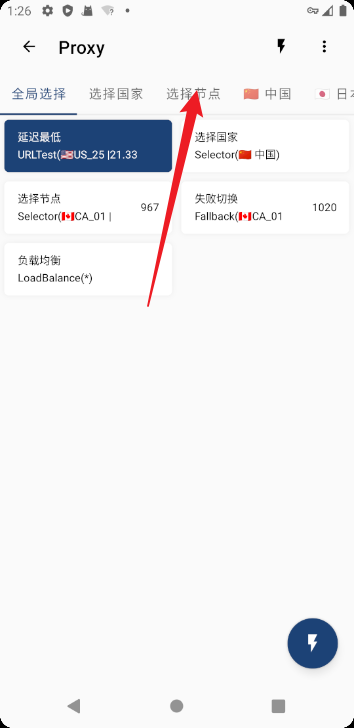 1:26
Proxy
全局选择 选择国家 选择节点 🇨🇳 中国 🇯🇵 日本
延迟最低
URLTest(🇺🇸US_25 |21.33
选择国家
Selector(🇨🇳 中国)
选择节点
Selector(🇨🇦CA_01 |
967
失败切换
Fallback(🇨🇦CA_01
1020
负载均衡
LoadBalance(*)